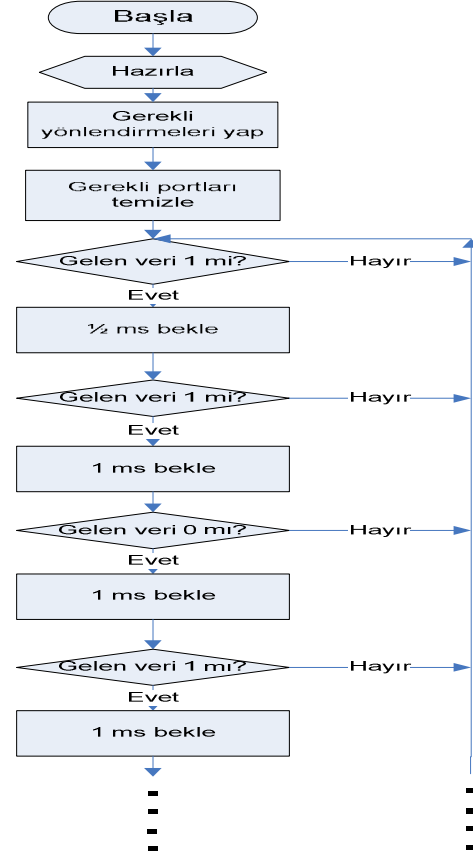 Başla
Hazırla
Gerekli
yönlendirmeleri yap
Gerekli portları
temizle
Gelen veri 1 mi?
Hayır
Evet
½ ms bekle
Gelen veri 1 mi?
Hayır
Evet
1 ms bekle
Gelen veri 0 mı?
Hayır
Evet
1 ms bekle
Gelen veri 1 mı?
Hayır
Evet
1 ms bekle